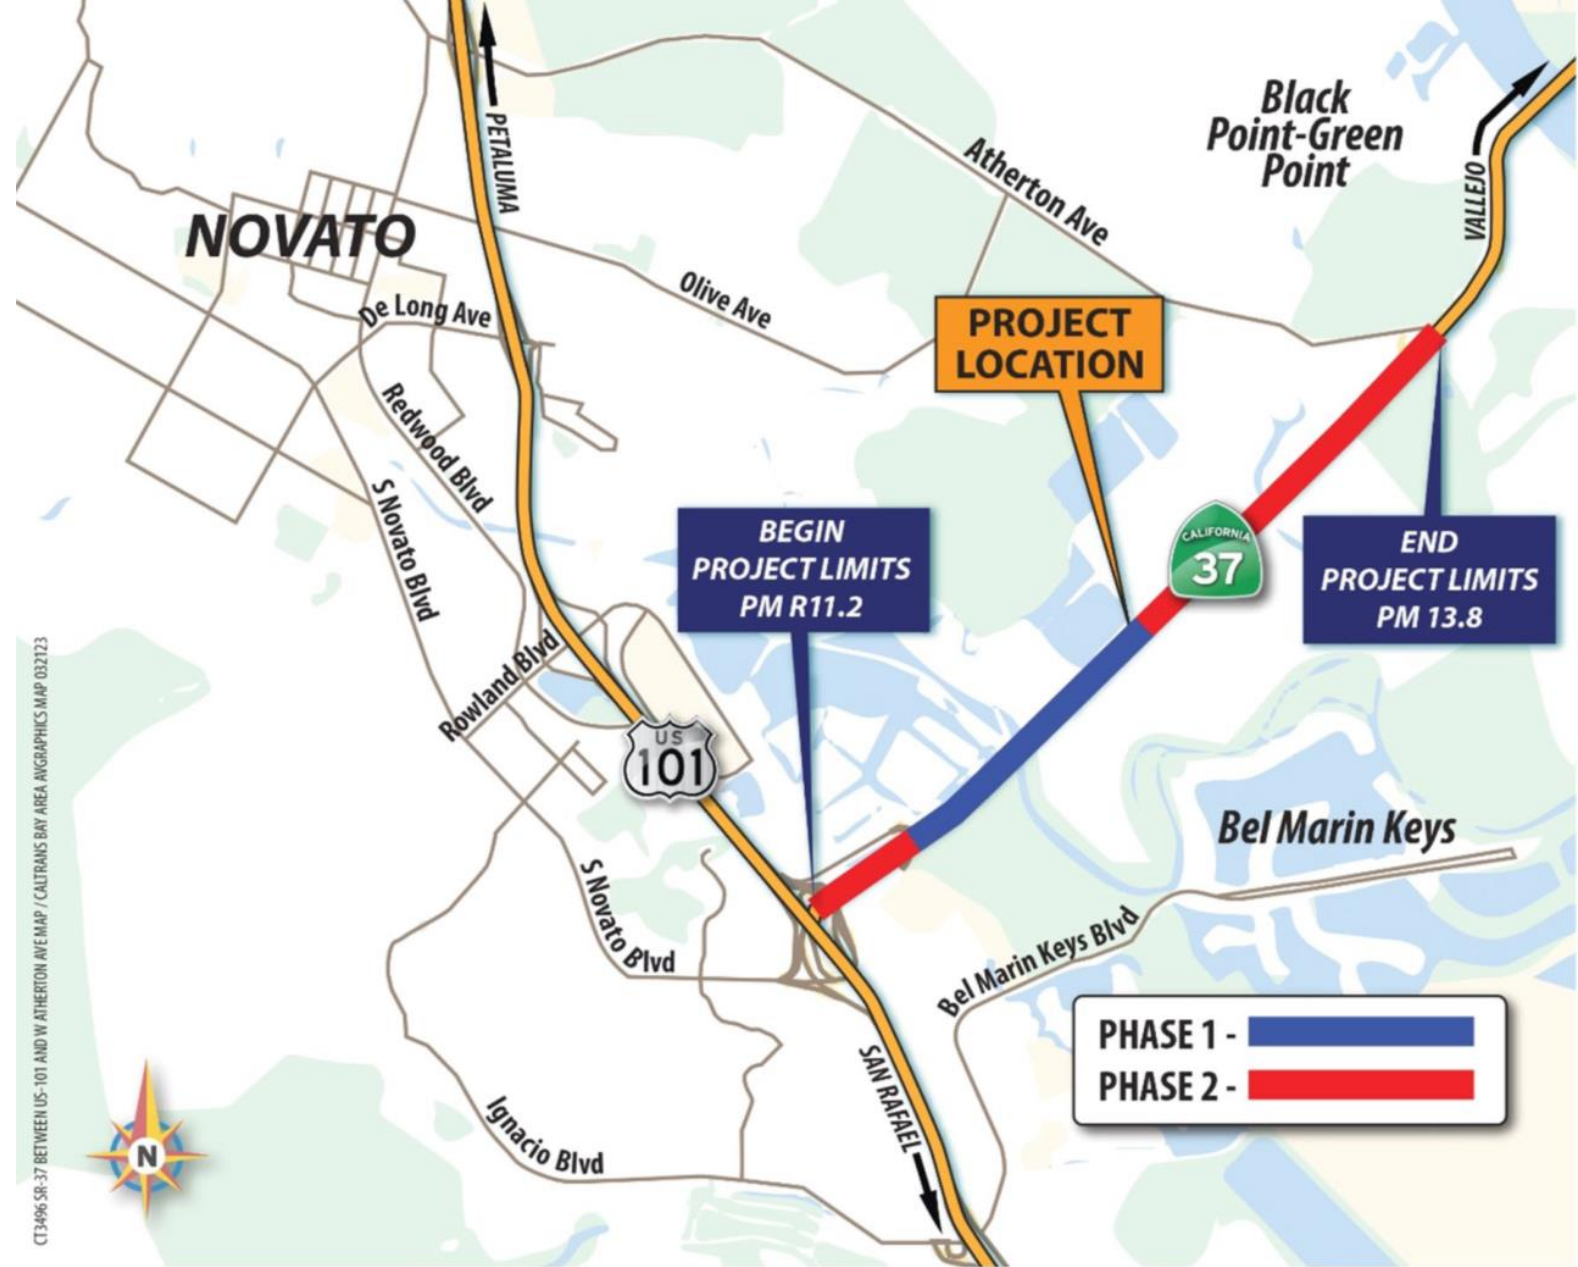 PETALUMA
Black
Point-Green
Point
VALLEJO
Atherton Ave
NOVATO
Olive Ave
De Long Ave
PROJECT
LOCATION
Redwood Blvd
S Novato Blvd
BEGIN
PROJECT LIMITS
PM R11.2
CALIFORNIA
37
END
PROJECT LIMITS
PM 13.8
Rowland Blvd
US
101
Bel Marin Keys
S Novato Blvd
Bel Marin Keys Blvd
PHASE 1 -
PHASE 2 -
SAN RAFAEL
Ignacio Blvd
N
CT3496 SR-37 BETWEEN US-101 AND W ATHERTON AVE MAP / CALTRANS BAY AREA AVGRAPHICS MAP 032123